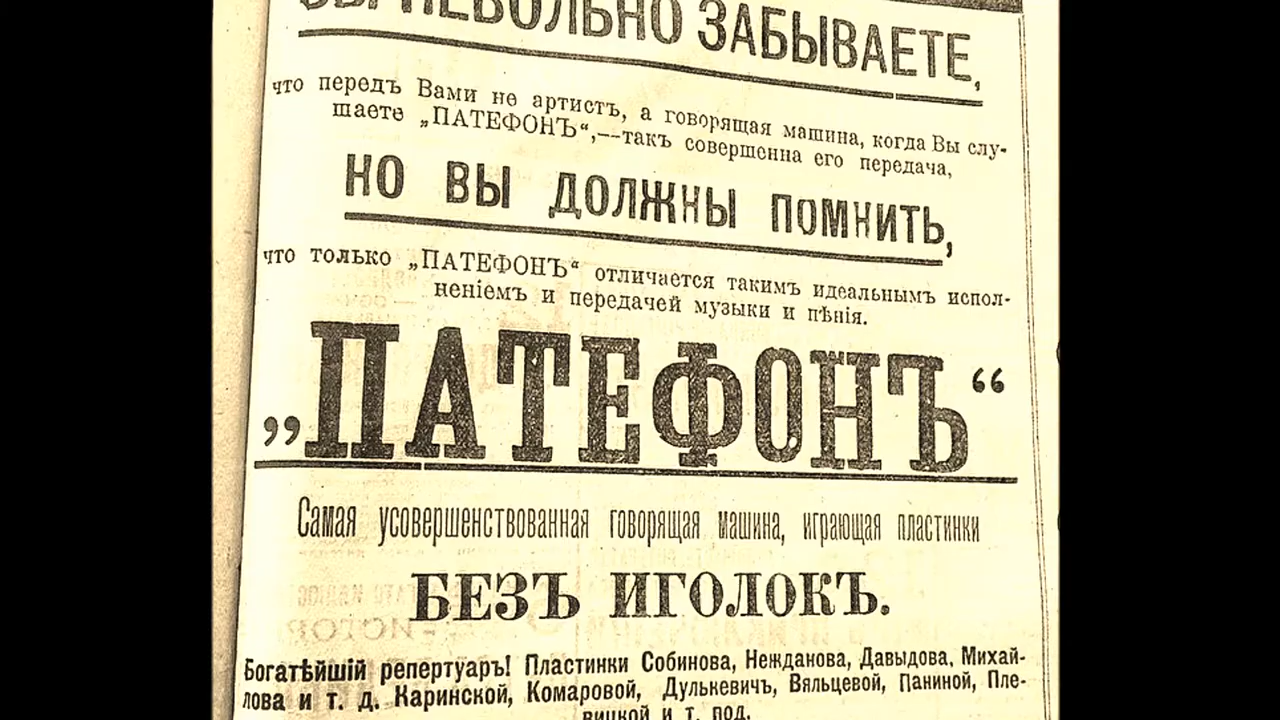 НЕВОЛЬНО ЗАБЫВАЕТЕ,
что передъ Вами не артистъ, а говорящая машина, когда Вы слу-
шаете „ПАТЕФОНЪ“,—такъ совершенна его передача,
НО ВЫ ДОЛЖНЫ ПОМНИТЬ,
что только „ПАТЕФОНЪ“ отличается такимъ идеальнымъ испол-
неніемъ и передачей музыки и пѣнія.
„ПАТЕФОНЪ“
Самая усовершенствованная говорящая машина, играющая пластинки
БЕЗЪ ИГОЛОКЪ.
Богатѣйшій репертуаръ! Пластинки Собинова, Нежданова, Давыдова, Михай-
лова и т. д. Каринской, Комаровой, Дулькевичъ, Вяльцевой, Паниной, Пле-
вицкой и т. под.